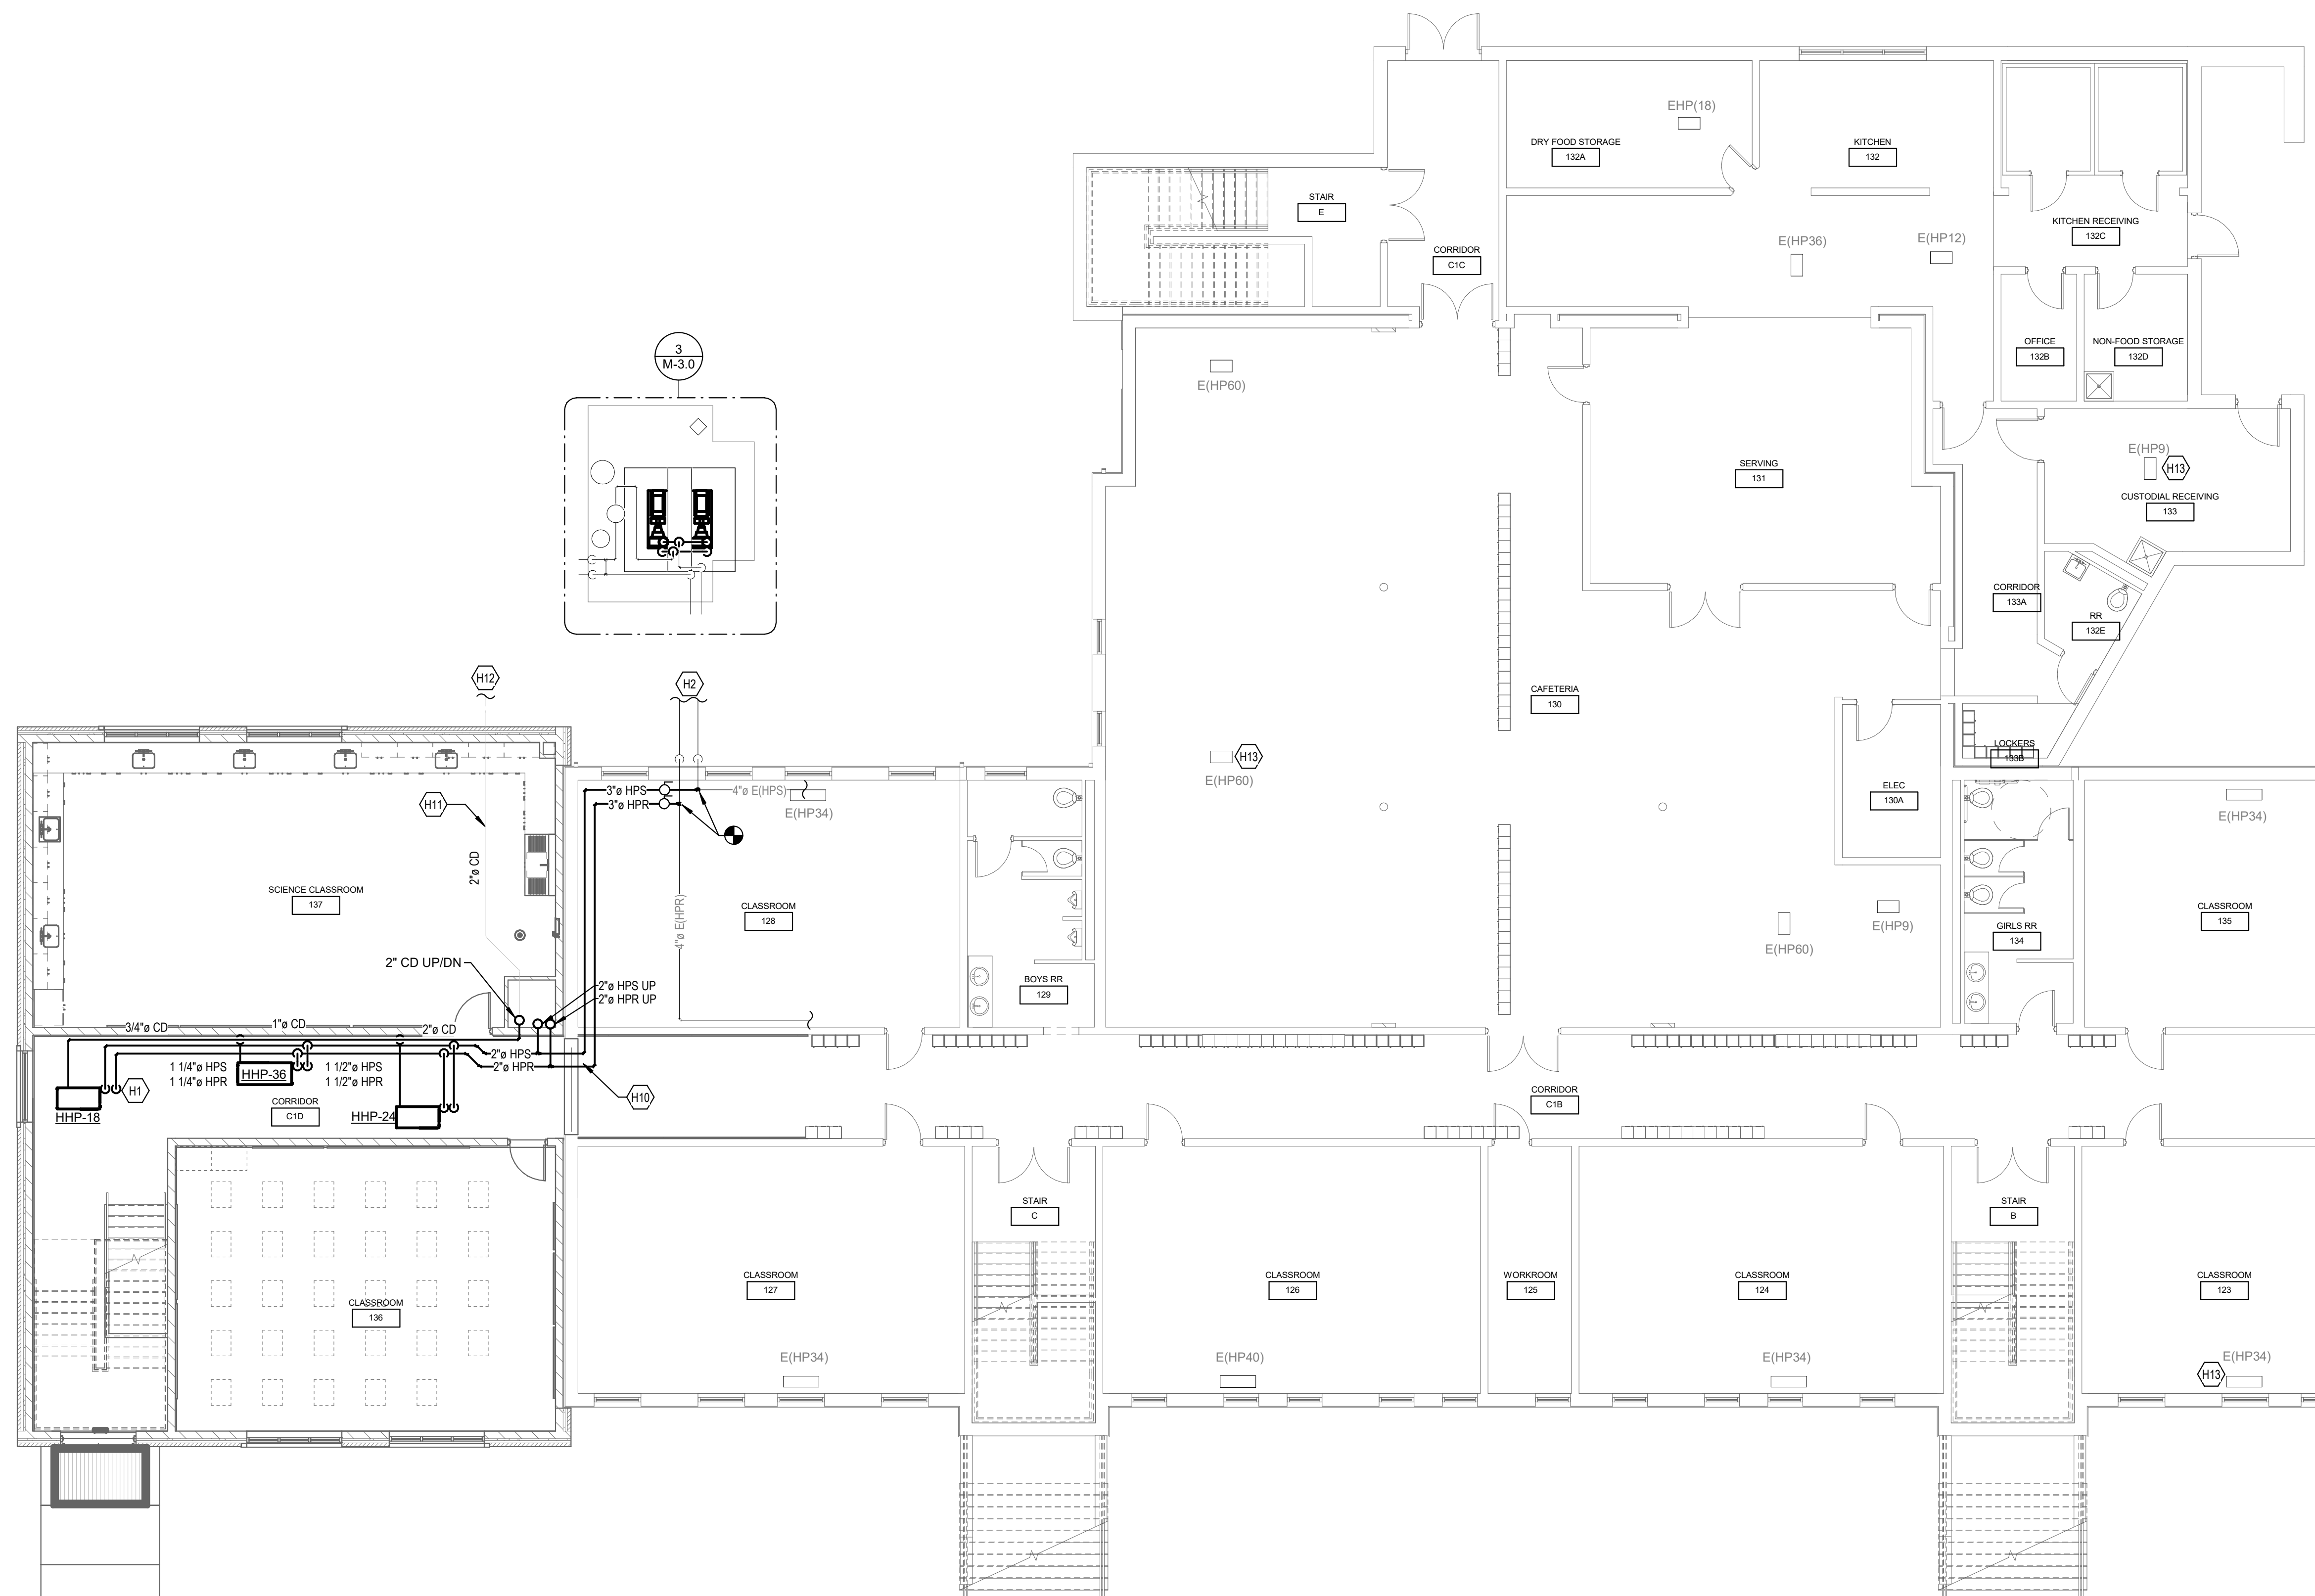 EHP(18)
DRY FOOD STORAGE
132A
KITCHEN
132
STAIR
E
KITCHEN RECEIVING
132C
CORRIDOR
C1C
E(HP36)
E(HP12)
3
M-3.0
OFFICE
132B
NON-FOOD STORAGE
132D
E(HP60)
E(HP9)
H13
SERVING
131
CUSTODIAL RECEIVING
133
CORRIDOR
133A
RR
132E
H12
H2
CAFETERIA
130
LOCKERS
133B
E(HP60)
H13
ELEC
130A
3"ø HPS
4"ø E(HPS)
3"ø HPR
E(HP34)
H11
E(HP34)
2"ø CD
SCIENCE CLASSROOM
137
4"ø E(HPR)
CLASSROOM
128
E(HP60)
E(HP9)
GIRLS RR
134
CLASSROOM
135
2" CD UP/DN
2"ø HPS UP
2"ø HPR UP
BOYS RR
129
3/4"ø CD
1"ø CD
2"ø CD
2"ø HPS
2"ø HPR
1 1/4"ø HPS
1 1/4"ø HPR
HHP-36
1 1/2"ø HPS
1 1/2"ø HPR
H1
H10
HHP-18
CORRIDOR
C1D
HHP-24
CORRIDOR
C1B
STAIR
C
STAIR
B
CLASSROOM
127
CLASSROOM
126
WORKROOM
125
CLASSROOM
124
CLASSROOM
123
CLASSROOM
136
E(HP34)
E(HP40)
E(HP34)
E(HP34)
H13